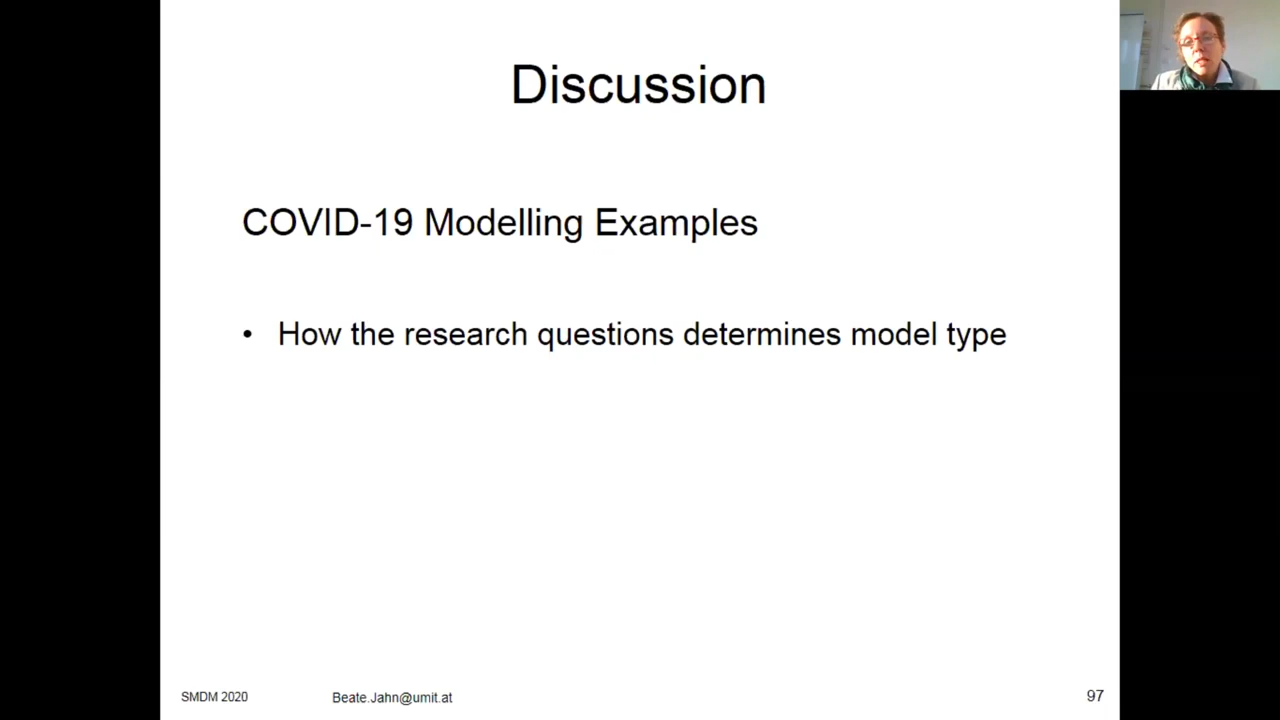 Discussion
COVID-19 Modelling Examples
• How the research questions determines model type
SMDM 2020
Beate.Jahn@umit.at
97